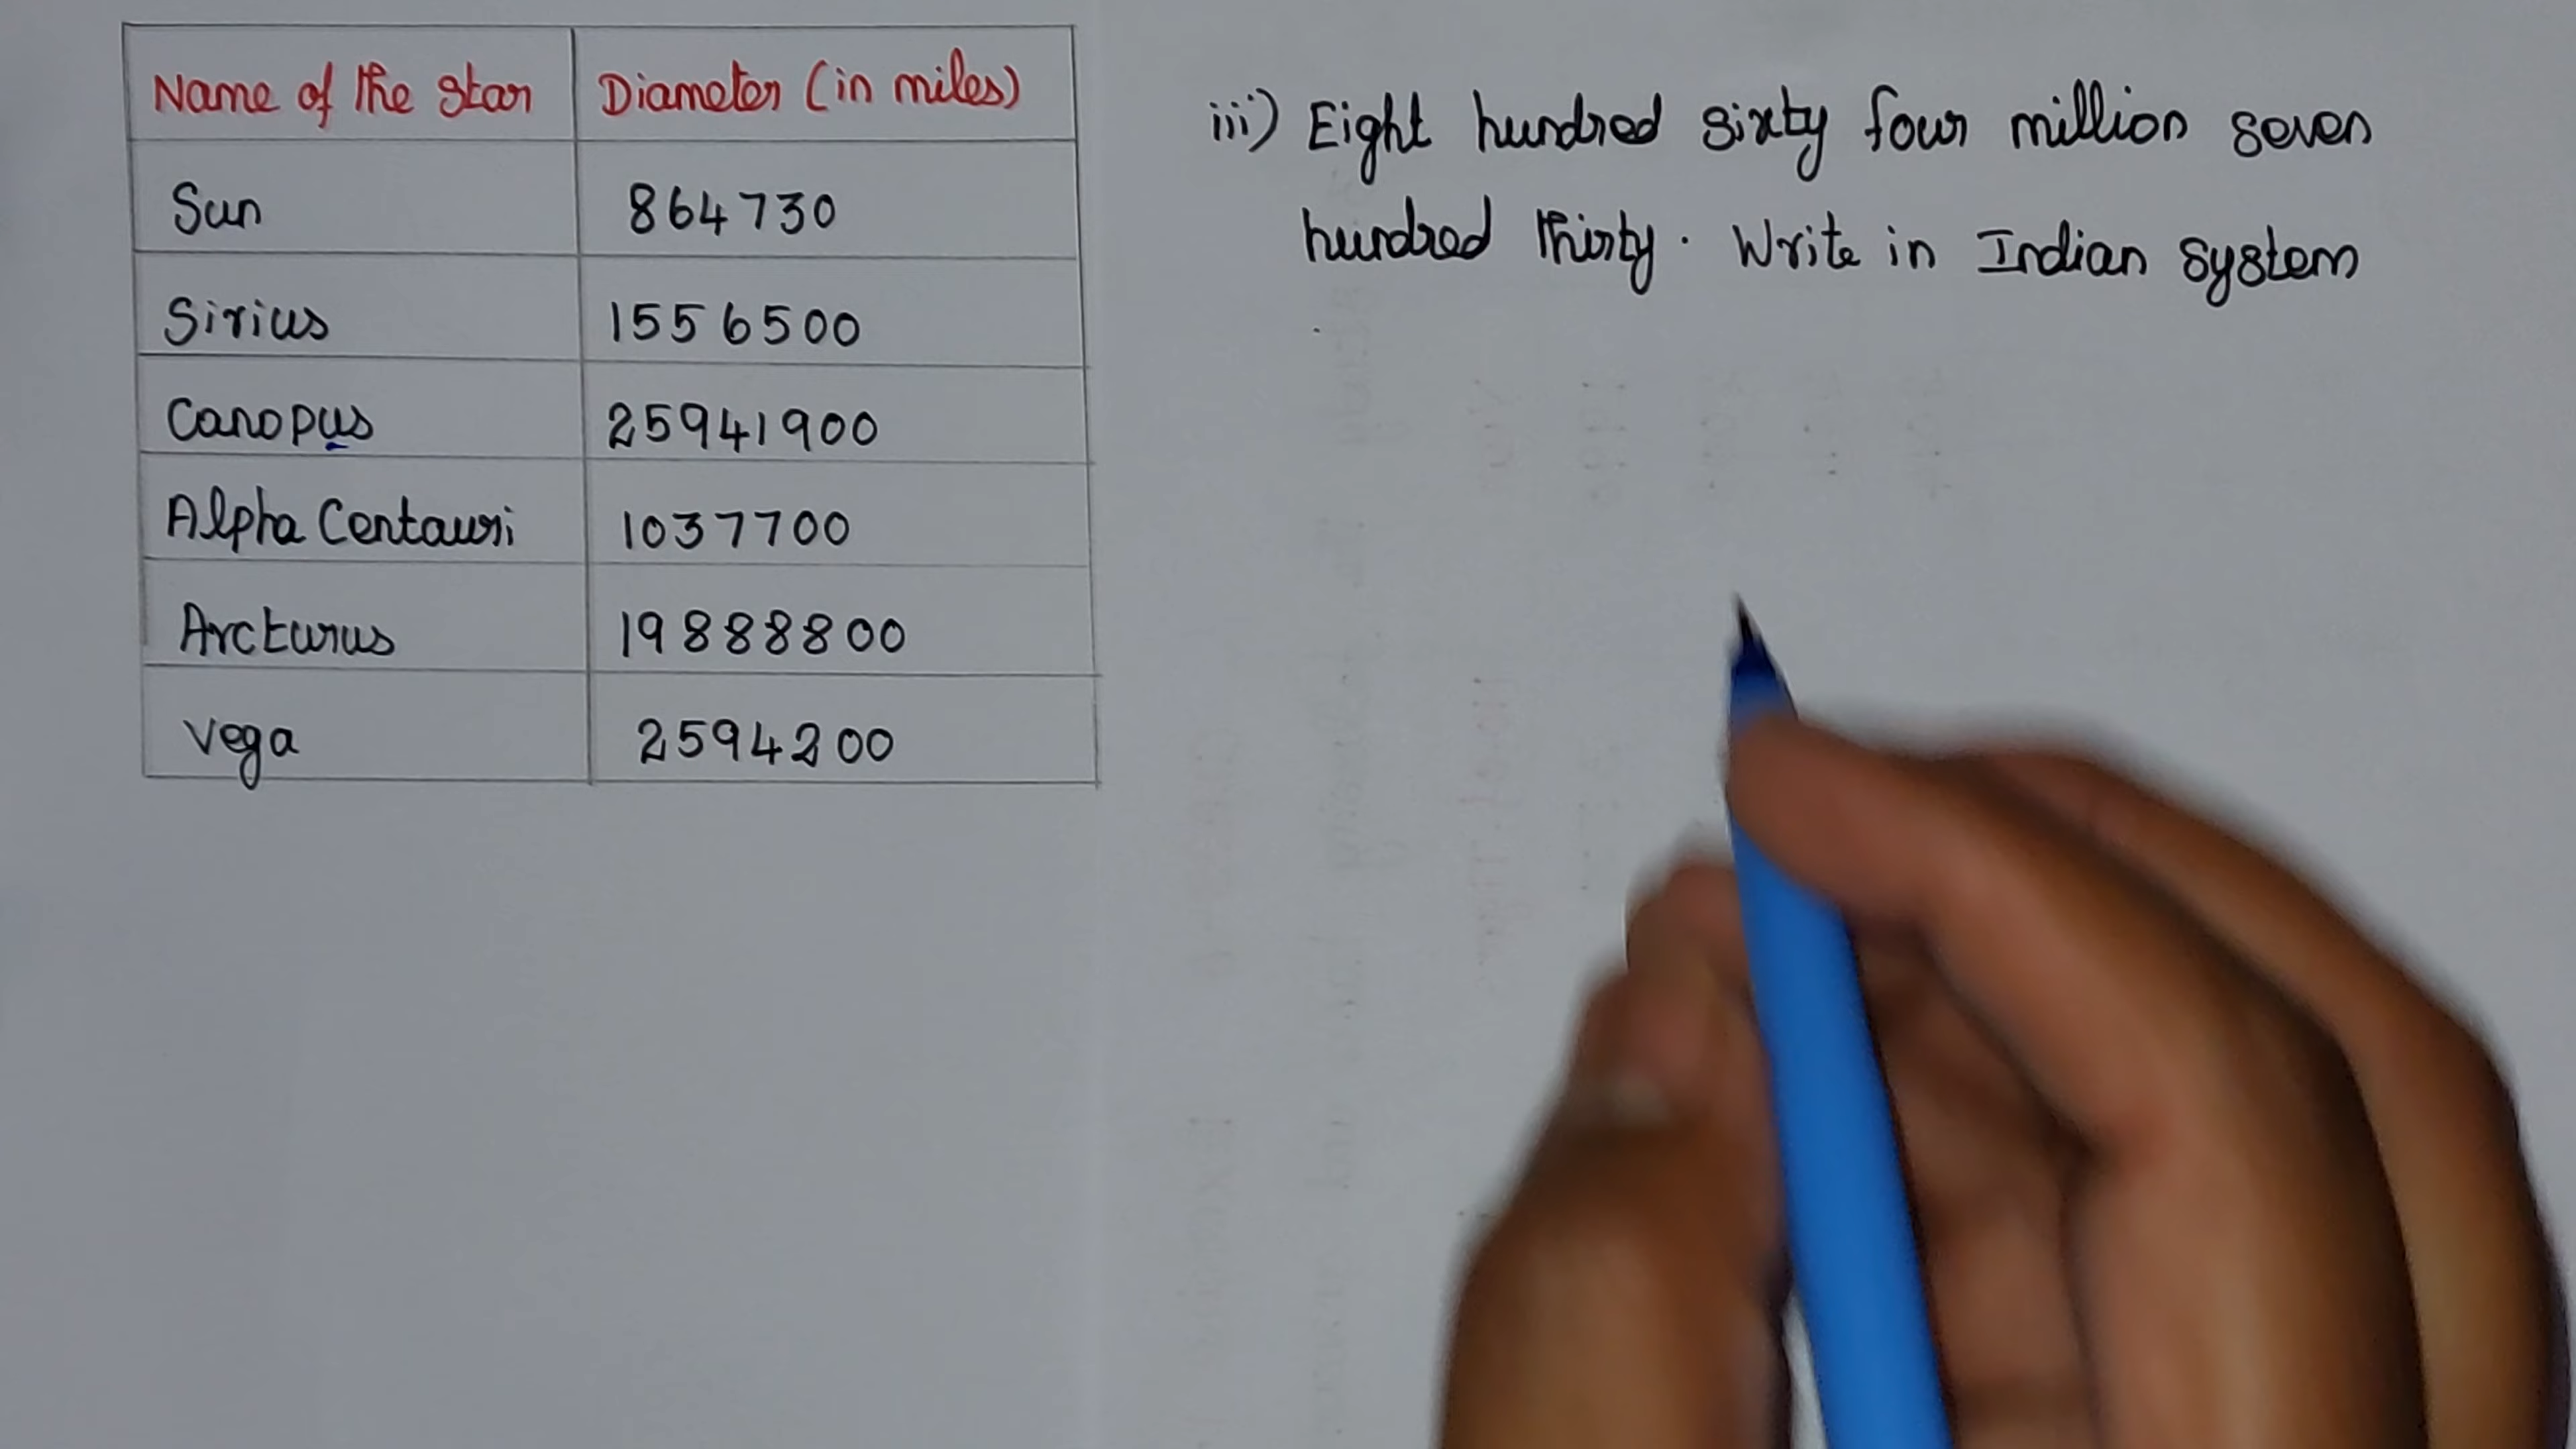 Name of the star Diameter (in miles)
Sun 864730
Sirius 1556500
Canopus 25941900
Alpha Centauri 1037700
Arcturus 19888800
Vega 2594200
iii) Eight hundred sixty four million seven
hundred thirty. Write in Indian system